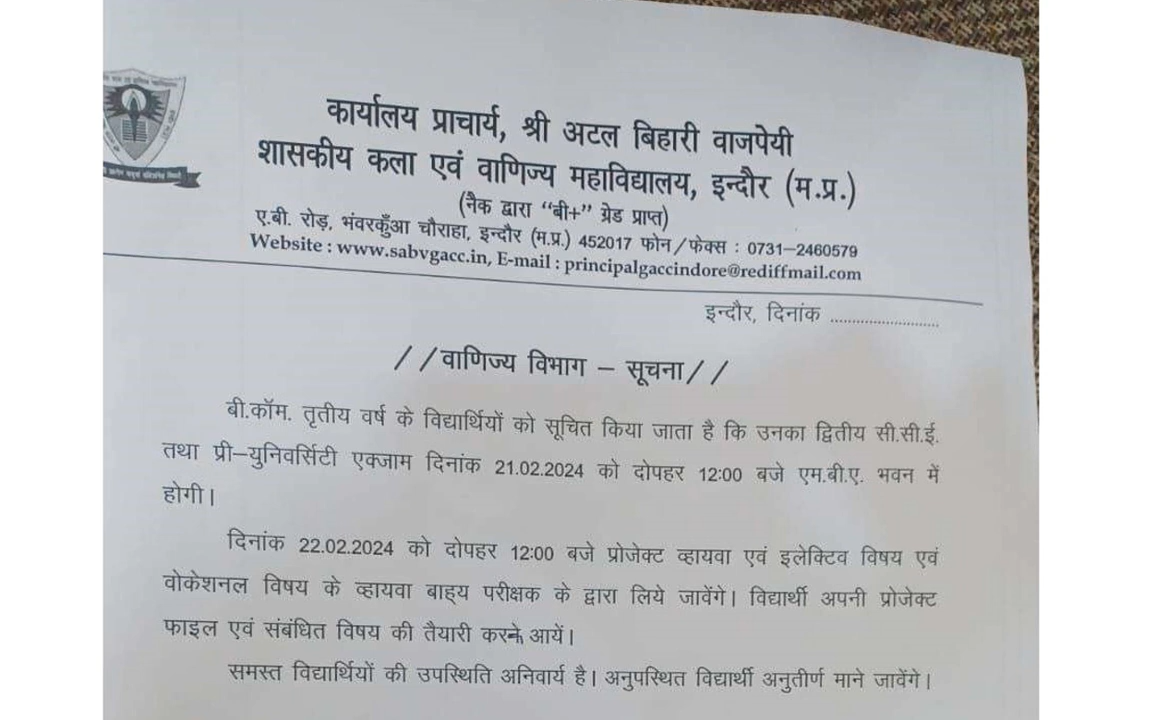 कार्यालय प्राचार्य, श्री अटल बिहारी वाजपेयी
शासकीय कला एवं वाणिज्य महाविद्यालय, इन्दौर (म.प्र.)
(नैक द्वारा “बी+” ग्रेड प्राप्त)
ए.बी. रोड़, भंवरकुँआ चौराहा, इन्दौर (म.प्र.) 452017 फोन/फेक्स : 0731–2460579
Website : www.sabvgacc.in, E-mail : principalgaccindore@rediffmail.com
इन्दौर, दिनांक ..........................
//वाणिज्य विभाग – सूचना//
बी.कॉम. तृतीय वर्ष के विद्यार्थियों को सूचित किया जाता है कि उनका द्वितीय सी.सी.ई.
तथा प्री–युनिवर्सिटी एक्जाम दिनांक 21.02.2024 को दोपहर 12:00 बजे एम.बी.ए. भवन में
होगी।
दिनांक 22.02.2024 को दोपहर 12:00 बजे प्रोजेक्ट व्हायवा एवं इलेक्टिव विषय एवं
वोकेशनल विषय के व्हायवा बाह्य परीक्षक के द्वारा लिये जावेंगे। विद्यार्थी अपनी प्रोजेक्ट
फाइल एवं संबंधित विषय की तैयारी करने आयें।
समस्त विद्यार्थियों की उपस्थिति अनिवार्य है। अनुपस्थित विद्यार्थी अनुतीर्ण माने जावेंगे।